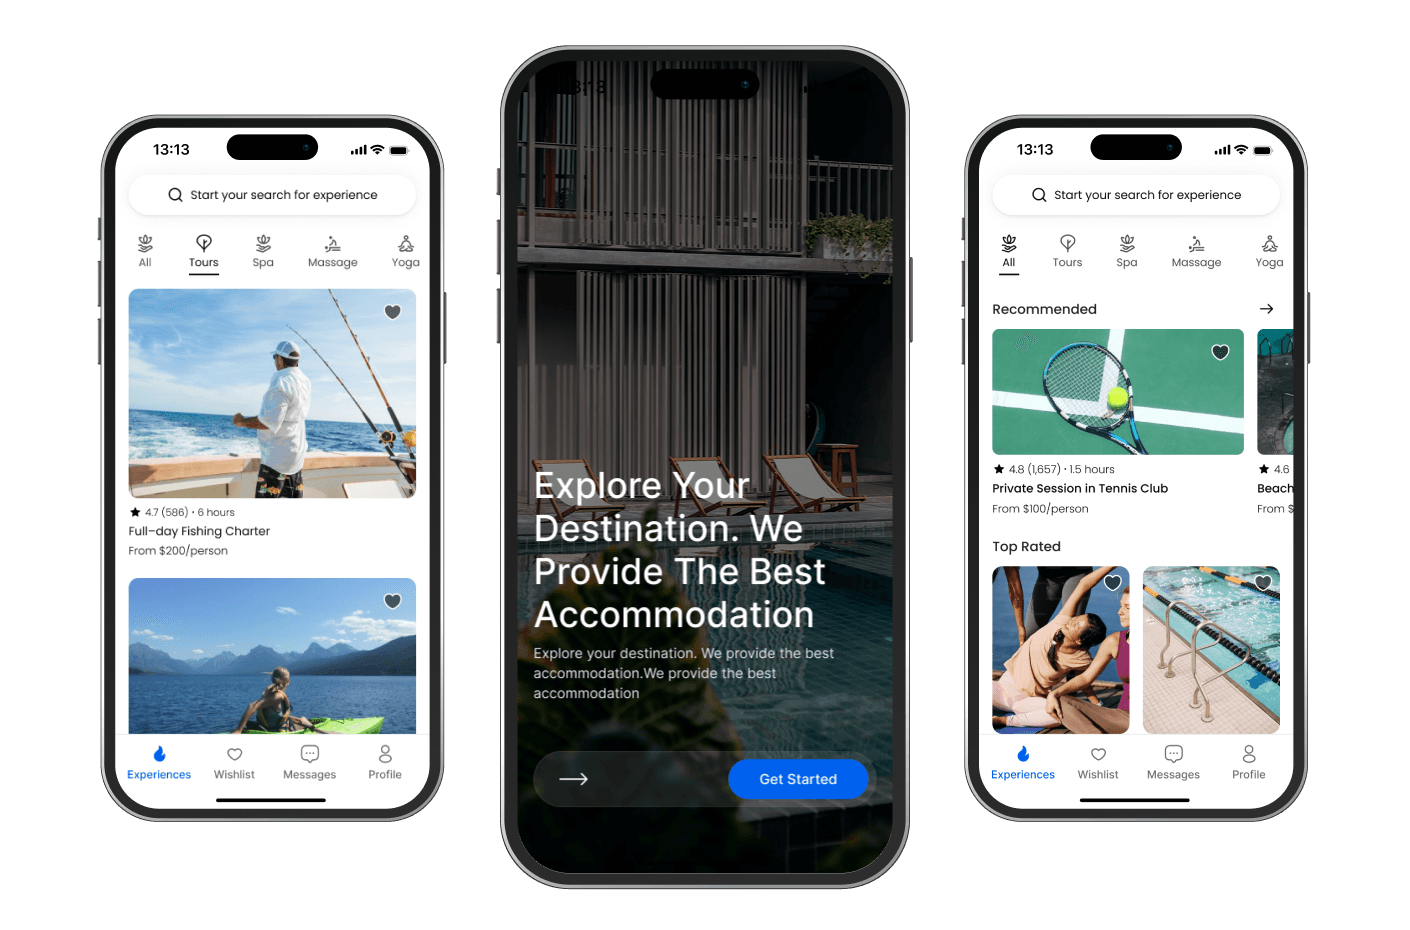 13:13
Start your search for experience
All
Tours
Spa
Massage
Yoga
4.7 (586) • 6 hours
Full-day Fishing Charter
From $200/person
Experiences
Wishlist
Messages
Profile
13:13
Explore Your
Destination. We
Provide The Best
Accommodation
Explore your destination. We provide the best
accommodation.We provide the best
accommodation
Get Started
13:13
Start your search for experience
All
Tours
Spa
Massage
Yoga
Recommended
4.8 (1,657) • 1.5 hours
4.6
Private Session in Tennis Club
Beach
From $100/person
From $
Top Rated
Experiences
Wishlist
Messages
Profile